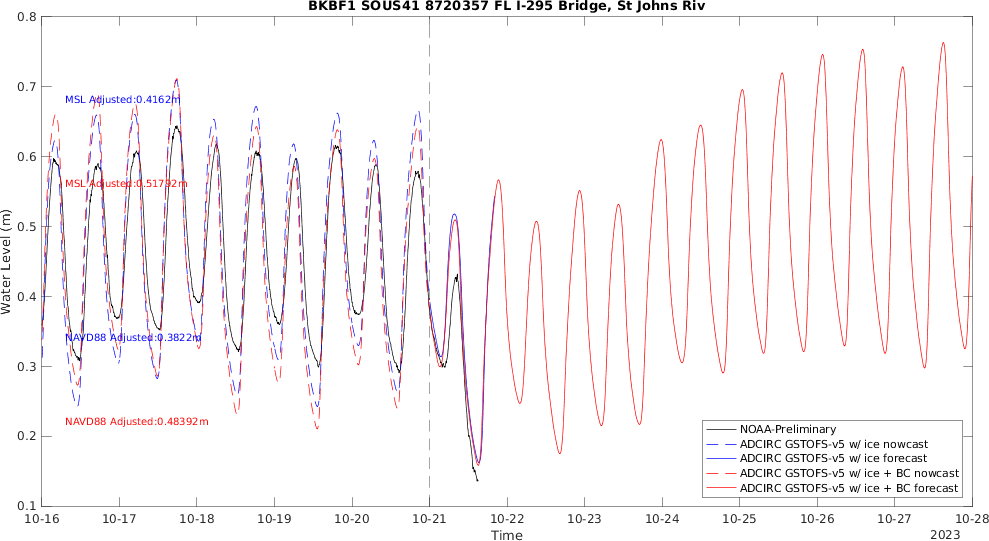 BKBF1 SOUS41 8720357 FL I-295 Bridge, St Johns Riv
0.8
0.7
0.6
0.5
0.4
0.3
0.2
0.1
Water Level (m)
MSL Adjusted:0.4162m
MSL Adjusted:0.51792m
NAVD88 Adjusted:0.3822m
NAVD88 Adjusted:0.48392m
NOAA-Preliminary
ADCIRC GSTOFS-v5 w/ ice nowcast
ADCIRC GSTOFS-v5 w/ ice forecast
ADCIRC GSTOFS-v5 w/ ice + BC nowcast
ADCIRC GSTOFS-v5 w/ ice + BC forecast
10-16 10-17 10-18 10-19 10-20 10-21 10-22 10-23 10-24 10-25 10-26 10-27 10-28
Time
2023